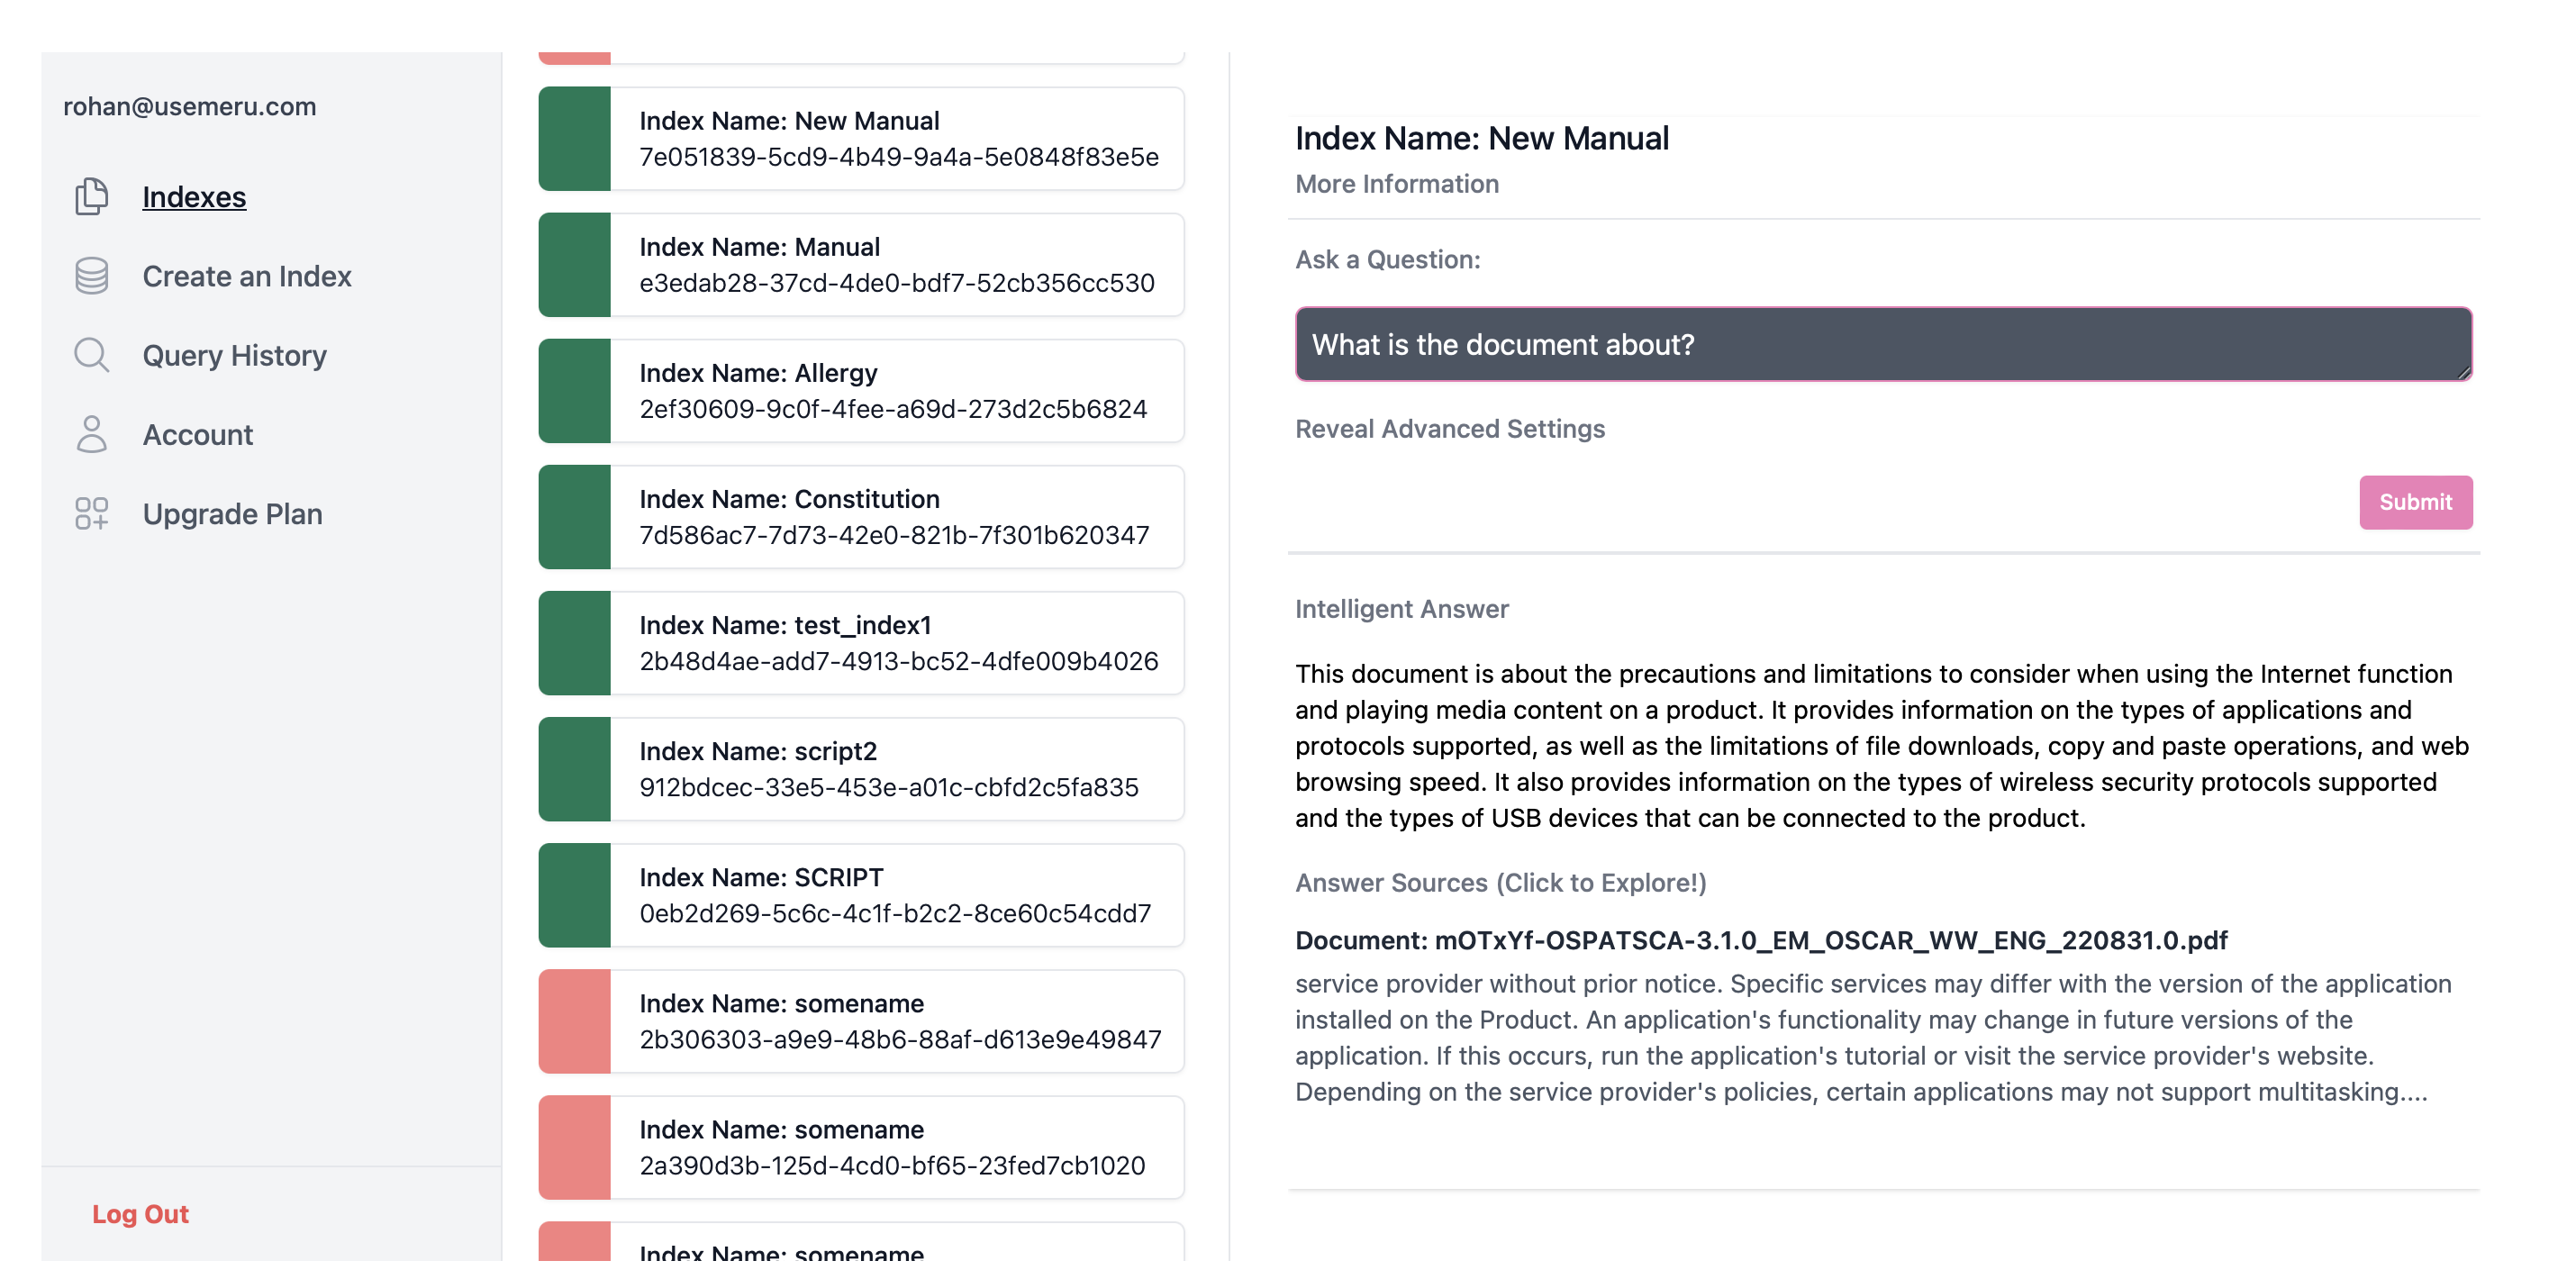 rohan@usemeru.com
Indexes
Create an Index
Query History
Account
Upgrade Plan
Log Out
Index Name: New Manual
7e051839-5cd9-4b49-9a4a-5e0848f83e5e
Index Name: Manual
e3edab28-37cd-4de0-bdf7-52cb356cc530
Index Name: Allergy
2ef30609-9c0f-4fee-a69d-273d2c5b6824
Index Name: Constitution
7d586ac7-7d73-42e0-821b-7f301b620347
Index Name: test_index1
2b48d4ae-add7-4913-bc52-4dfe009b4026
Index Name: script2
912bdcec-33e5-453e-a01c-cbfd2c5fa835
Index Name: SCRIPT
0eb2d269-5c6c-4c1f-b2c2-8ce60c54cdd7
Index Name: somename
2b306303-a9e9-48b6-88af-d613e9e49847
Index Name: somename
2a390d3b-125d-4cd0-bf65-23fed7cb1020
Index Name: somename
Index Name: New Manual
More Information
Ask a Question:
What is the document about?
Reveal Advanced Settings
Submit
Intelligent Answer
This document is about the precautions and limitations to consider when using the Internet function
and playing media content on a product. It provides information on the types of applications and
protocols supported, as well as the limitations of file downloads, copy and paste operations, and web
browsing speed. It also provides information on the types of wireless security protocols supported
and the types of USB devices that can be connected to the product.
Answer Sources (Click to Explore!)
Document: mOTxYf-OSPATSCA-3.1.0_EM_OSCAR_WW_ENG_220831.0.pdf
service provider without prior notice. Specific services may differ with the version of the application
installed on the Product. An application's functionality may change in future versions of the
application. If this occurs, run the application's tutorial or visit the service provider's website.
Depending on the service provider's policies, certain applications may not support multitasking....